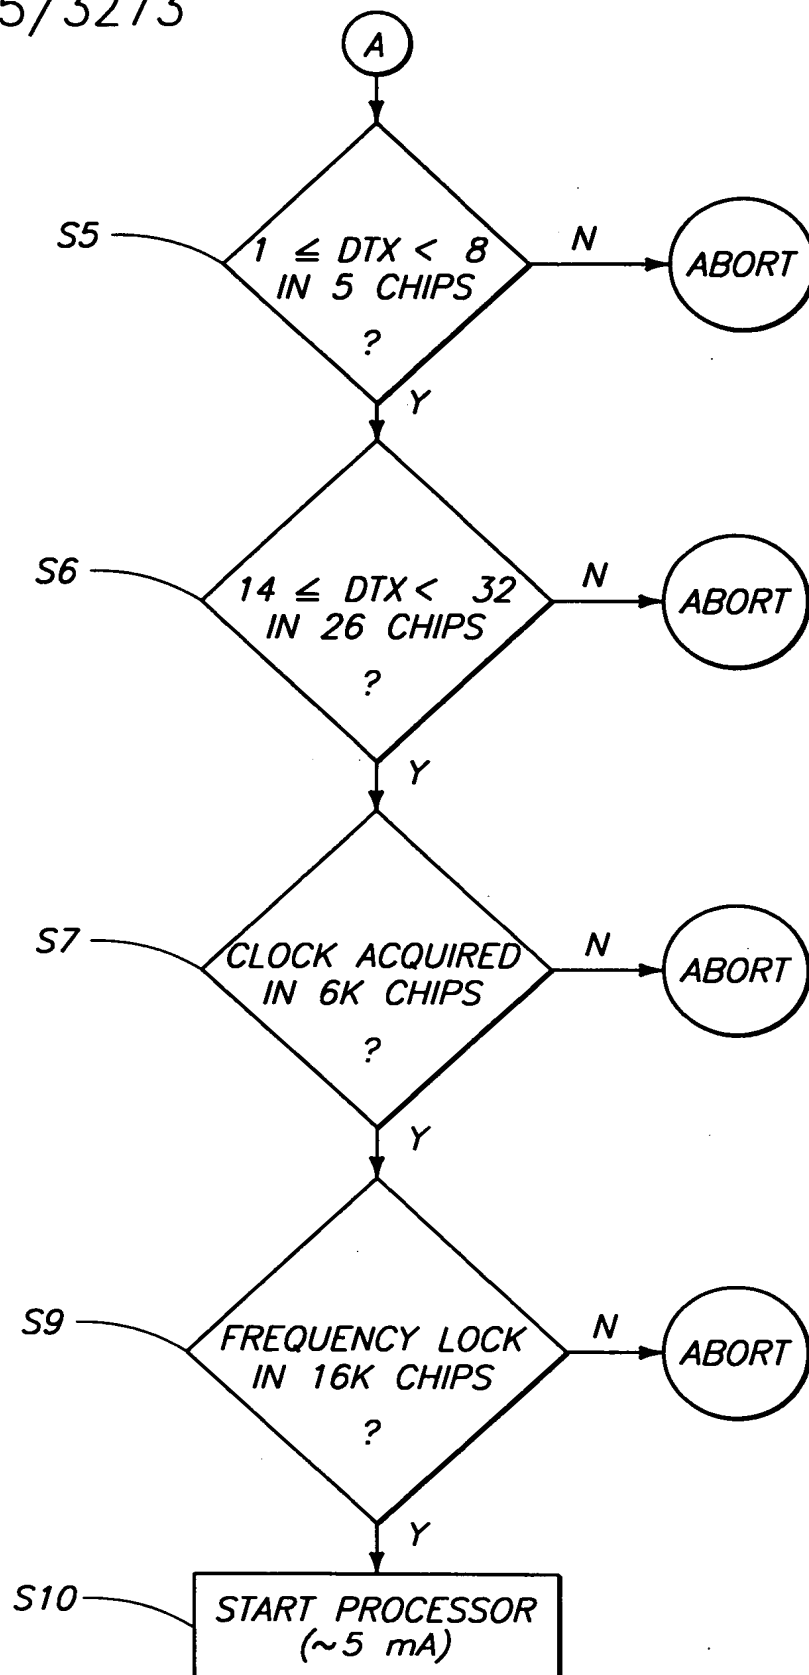 5/3273
A
S5
1 ≦ DTX < 8
IN 5 CHIPS
?
N
ABORT
Y
S6
14 ≦ DTX < 32
IN 26 CHIPS
?
N
ABORT
Y
S7
CLOCK ACQUIRED
IN 6K CHIPS
?
N
ABORT
Y
S9
FREQUENCY LOCK
IN 16K CHIPS
?
N
ABORT
Y
S10
START PROCESSOR
(~5 mA)